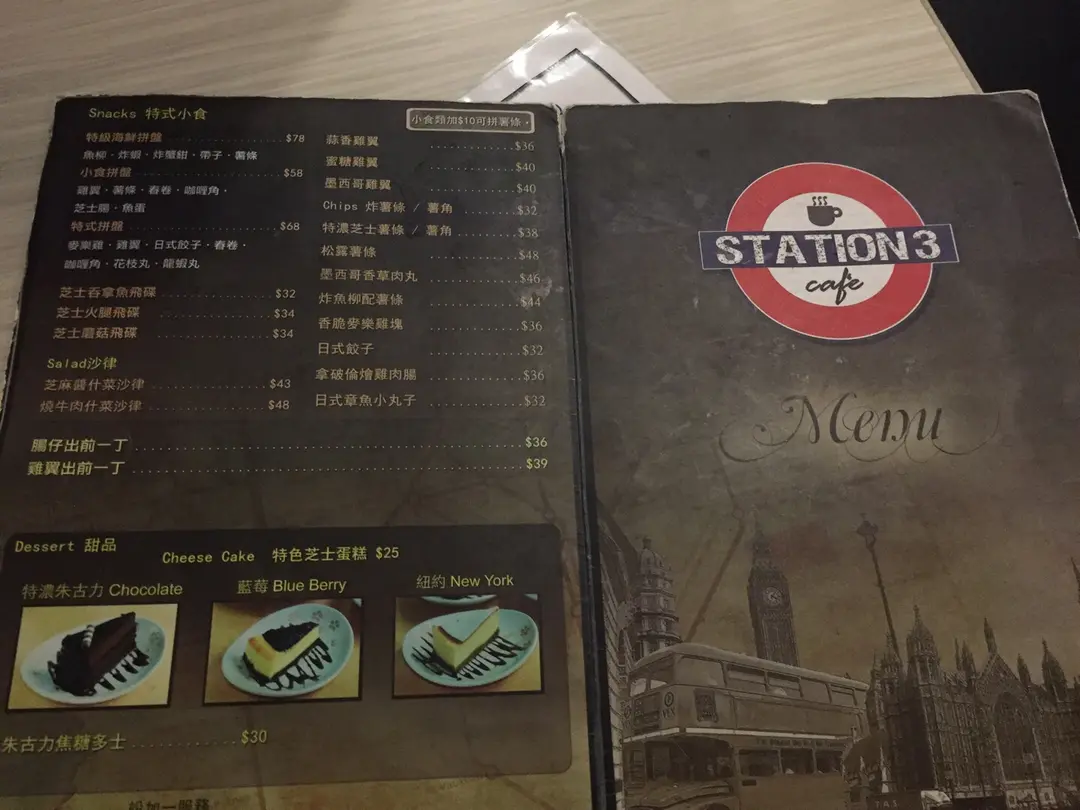 Snacks 特式小食
小食類加$10可拼薯條。
特級海鮮拼盤 $78
魚柳·炸蝦·炸蟹鉗·帶子·薯條
小食拼盤 $58
雞翼·薯條·春卷·咖喱角·
芝士腸·魚蛋
特式拼盤 $68
麥樂雞·雞翼·日式餃子·春卷·
咖喱角·花枝丸·龍蝦丸
芝士吞拿魚飛碟 $32
芝士火腿飛碟 $34
芝士蘑菇飛碟 $34
Salad沙律
芝麻醬什菜沙律 $43
燒牛肉什菜沙律 $48
蒜香雞翼 $36
蜜糖雞翼 $40
墨西哥雞翼 $40
Chips 炸薯條 / 薯角 $32
特濃芝士薯條 / 薯角 $38
松露薯條 $48
墨西哥香草肉丸 $46
炸魚柳配薯條 $44
香脆麥樂雞塊 $36
日式餃子 $32
拿破倫燴雞肉腸 $36
日式章魚小丸子 $32
腸仔出前一丁 $36
雞翼出前一丁 $39
Dessert 甜品
Cheese Cake 特色芝士蛋糕 $25
特濃朱古力 Chocolate
藍莓 Blue Berry
紐約 New York
朱古力焦糖多士 $30
STATION 3
cafe
Menu